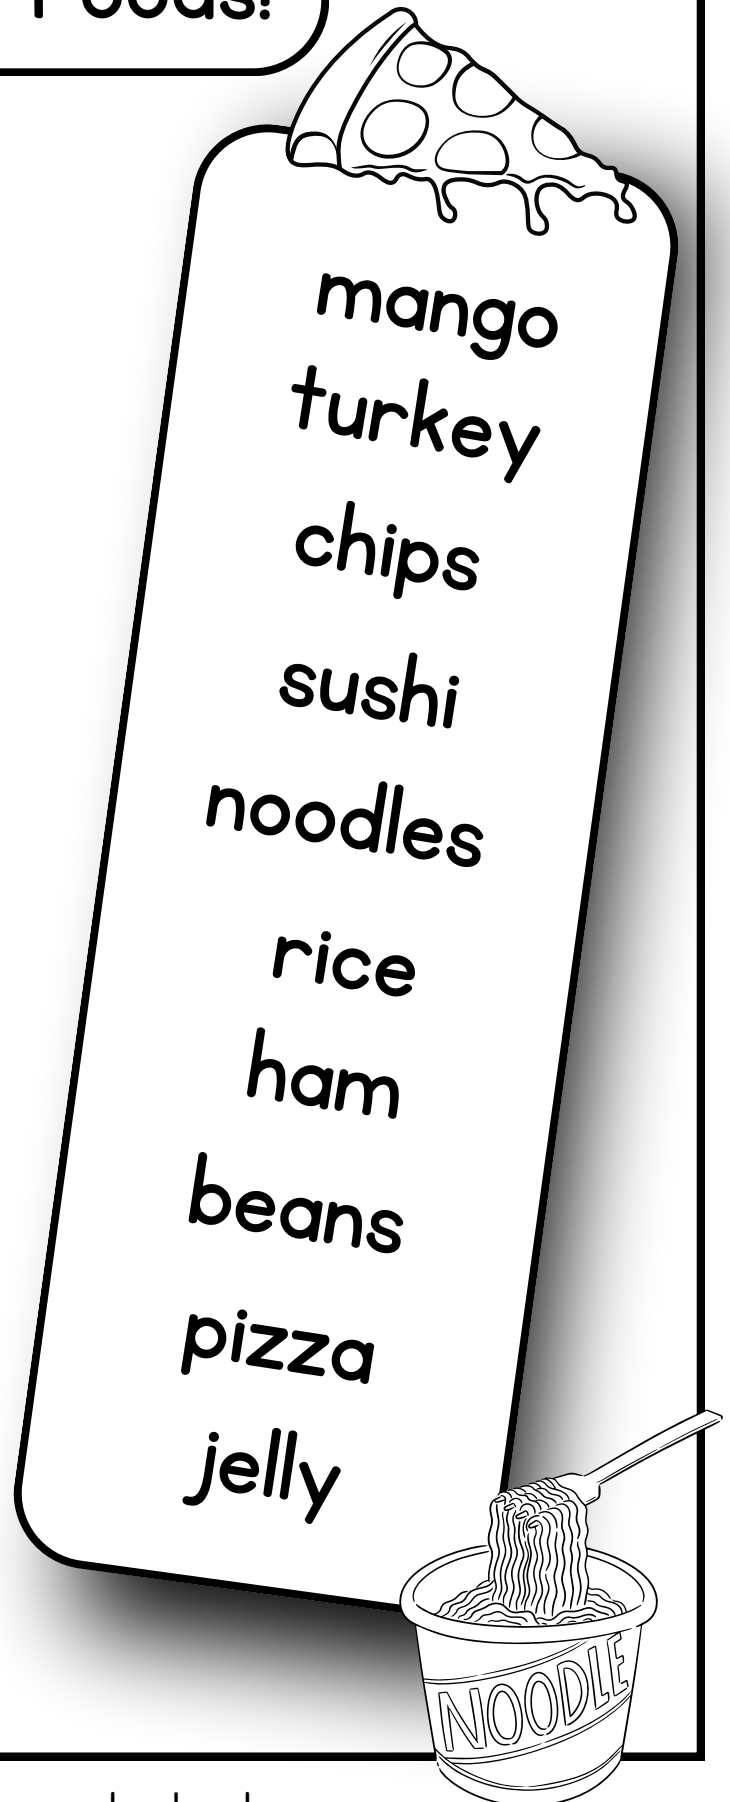 Foods!
mango
turkey
chips
sushi
noodles
rice
ham
beans
pizza
jelly
NOODLE